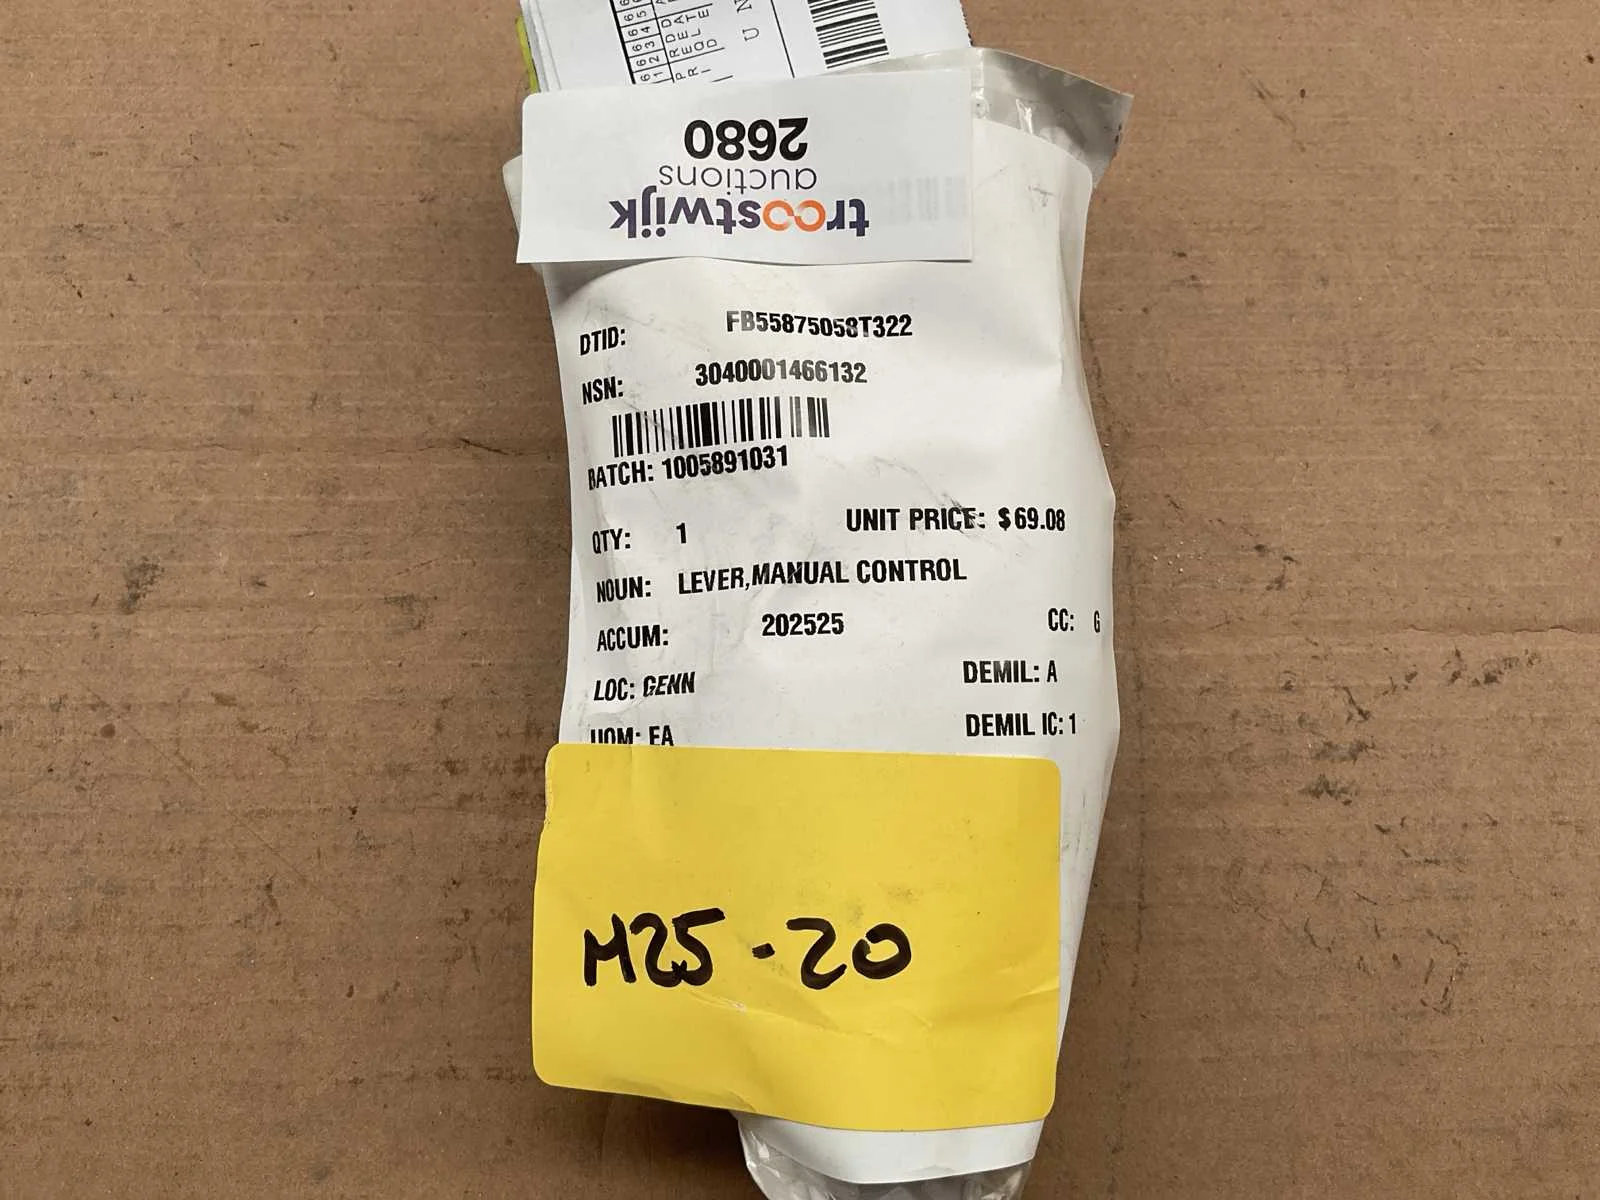 troostwijk
auctions
2680
DTID: FB55875058T322
NSN: 3040001466132
BATCH: 1005891031
QTY: 1 UNIT PRICE: $69.08
NOUN: LEVER,MANUAL CONTROL
ACCUM: 202525 CC: G
LOC: GENN DEMIL: A
UOM: EA DEMIL IC: 1
M25-20